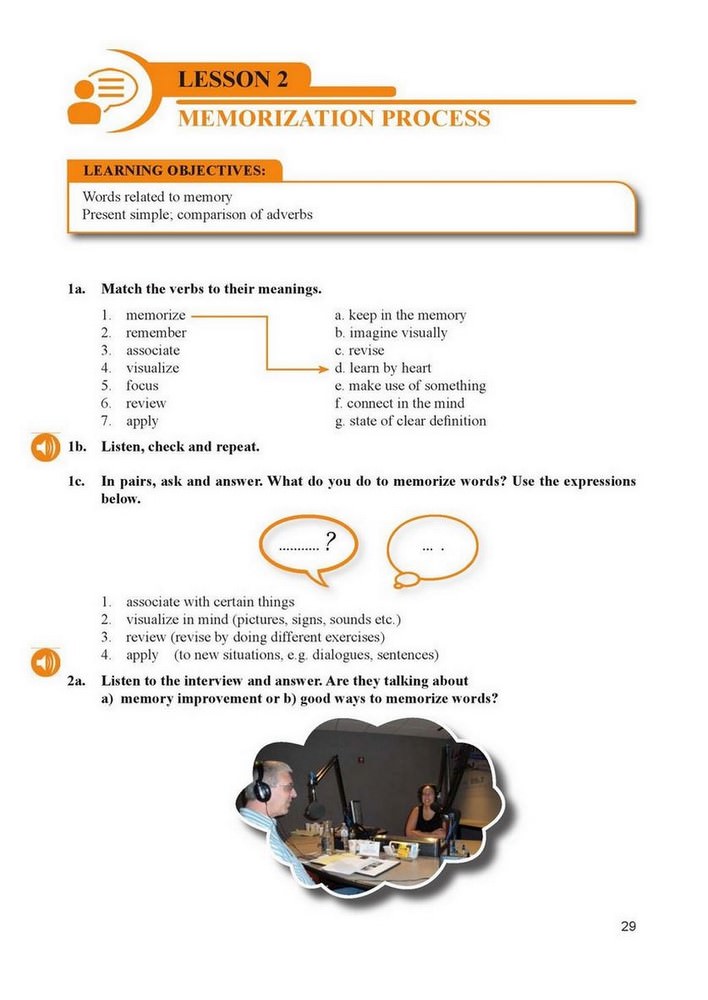 LESSON 2
MEMORIZATION PROCESS
LEARNING OBJECTIVES:
Words related to memory
Present simple; comparison of adverbs
1a. Match the verbs to their meanings.
1. memorize a. keep in the memory
2. remember b. imagine visually
3. associate c. revise
4. visualize d. learn by heart
5. focus e. make use of something
6. review f. connect in the mind
7. apply g. state of clear definition
1b. Listen, check and repeat.
1c. In pairs, ask and answer. What do you do to memorize words? Use the expressions
below.
........... ? ... .
1. associate with certain things
2. visualize in mind (pictures, signs, sounds etc.)
3. review (revise by doing different exercises)
4. apply (to new situations, e.g. dialogues, sentences)
2a. Listen to the interview and answer. Are they talking about
a) memory improvement or b) good ways to memorize words?
29